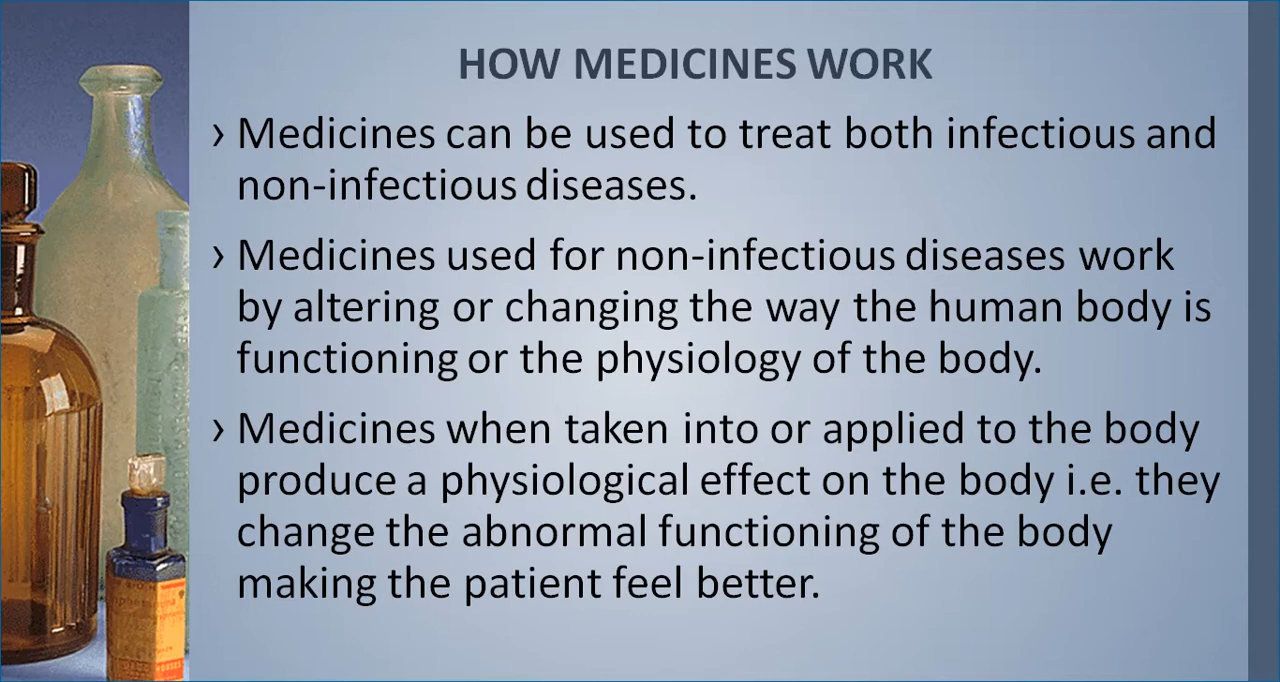 HOW MEDICINES WORK
› Medicines can be used to treat both infectious and
non-infectious diseases.
› Medicines used for non-infectious diseases work
by altering or changing the way the human body is
functioning or the physiology of the body.
› Medicines when taken into or applied to the body
produce a physiological effect on the body i.e. they
change the abnormal functioning of the body
making the patient feel better.